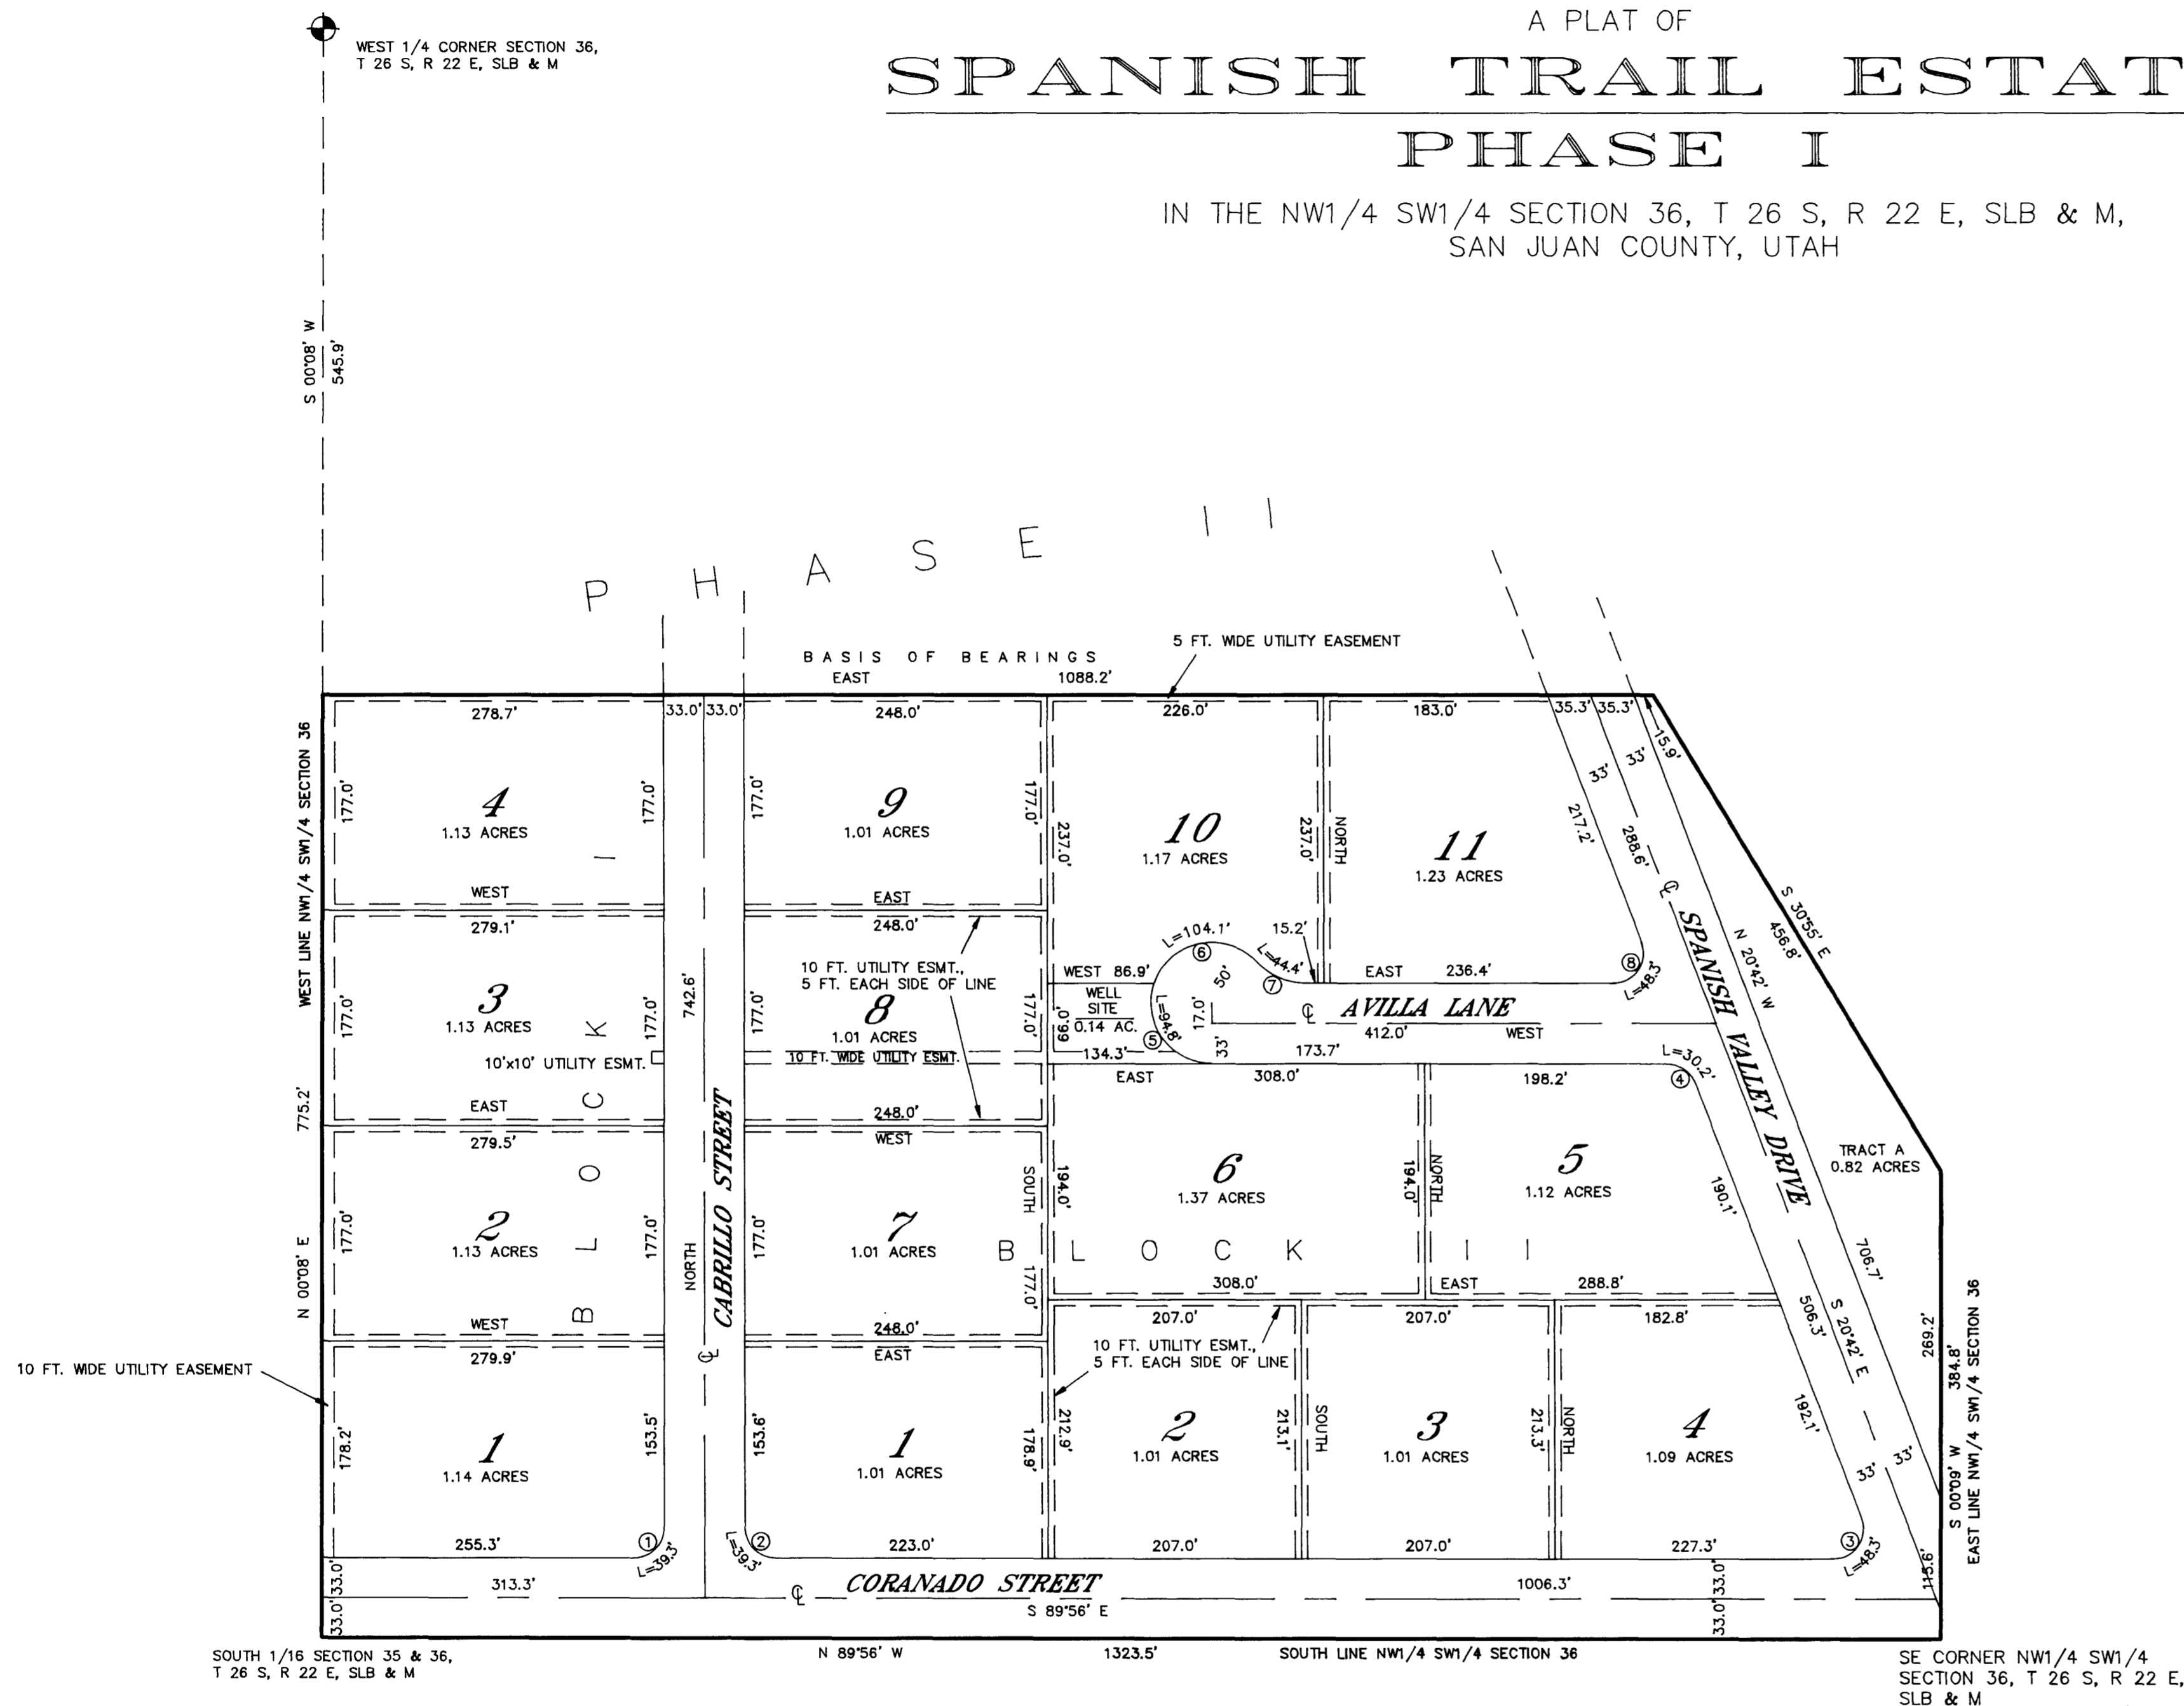 A PLAT OF
SPANISH TRAIL ESTAT
PHASE I
IN THE NW1/4 SW1/4 SECTION 36, T 26 S, R 22 E, SLB & M,
SAN JUAN COUNTY, UTAH
WEST 1/4 CORNER SECTION 36,
T 26 S, R 22 E, SLB & M
S 00°08' W
545.9'
PHASE II
BASIS OF BEARINGS
EAST 1088.2'
5 FT. WIDE UTILITY EASEMENT
278.7'
33.0' 33.0'
248.0'
226.0'
183.0'
35.3' 35.3'
15.9'
33' 33'
WEST LINE NW1/4 SW1/4 SECTION 36
775.2'
N 00°08' E
177.0'
4
1.13 ACRES
177.0'
177.0'
9
1.01 ACRES
177.0'
237.0'
10
1.17 ACRES
237.0'
NORTH
11
1.23 ACRES
217.2'
288.6'
WEST
EAST
279.1'
248.0'
10 FT. UTILITY ESMT.,
5 FT. EACH SIDE OF LINE
177.0'
3
1.13 ACRES
177.0'
742.6'
177.0'
8
1.01 ACRES
177.0'
10'x10' UTILITY ESMT.
10 FT. WIDE UTILITY ESMT.
L=104.1'
6
50'
L=44.4'
7
15.2'
WEST 86.9'
WELL
SITE
0.14 AC.
66.0'
134.3'
L=94.8'
5
17.0'
33'
EAST 236.4'
8
L=48.3'
℄ AVILLA LANE
412.0' WEST
173.7'
EAST
308.0'
198.2'
L=30.2'
4
℄ SPANISH VALLEY DRIVE
N 20°42' W
706.7'
S 30°55' E
456.8'
TRACT A
0.82 ACRES
EAST
248.0'
279.5'
WEST
177.0'
2
1.13 ACRES
177.0'
NORTH
℄ CABRILLO STREET
177.0'
7
1.01 ACRES
SOUTH
177.0'
194.0'
6
1.37 ACRES
194.0'
NORTH
5
1.12 ACRES
190.1'
BLOCK I
BLOCK II
308.0'
EAST
288.8'
WEST
248.0'
279.9'
EAST
207.0'
207.0'
182.8'
506.3'
S 20°42' E
10 FT. WIDE UTILITY EASEMENT
10 FT. UTILITY ESMT.,
5 FT. EACH SIDE OF LINE
178.2'
1
1.14 ACRES
153.5'
153.6'
1
1.01 ACRES
178.9'
212.9'
2
1.01 ACRES
213.1'
SOUTH
3
1.01 ACRES
213.3'
NORTH
4
1.09 ACRES
192.1'
33' 33'
269.2'
384.8'
S 00°09' W
EAST LINE NW1/4 SW1/4 SECTION 36
115.6'
255.3'
1
L=39.3'
2
L=39.3'
223.0'
207.0'
207.0'
227.3'
3
L=48.3'
33.0' 33.0'
313.3'
℄ CORANADO STREET
1006.3'
S 89°56' E
33.0' 33.0'
N 89°56' W
1323.5'
SOUTH LINE NW1/4 SW1/4 SECTION 36
SOUTH 1/16 SECTION 35 & 36,
T 26 S, R 22 E, SLB & M
SE CORNER NW1/4 SW1/4
SECTION 36, T 26 S, R 22 E,
SLB & M